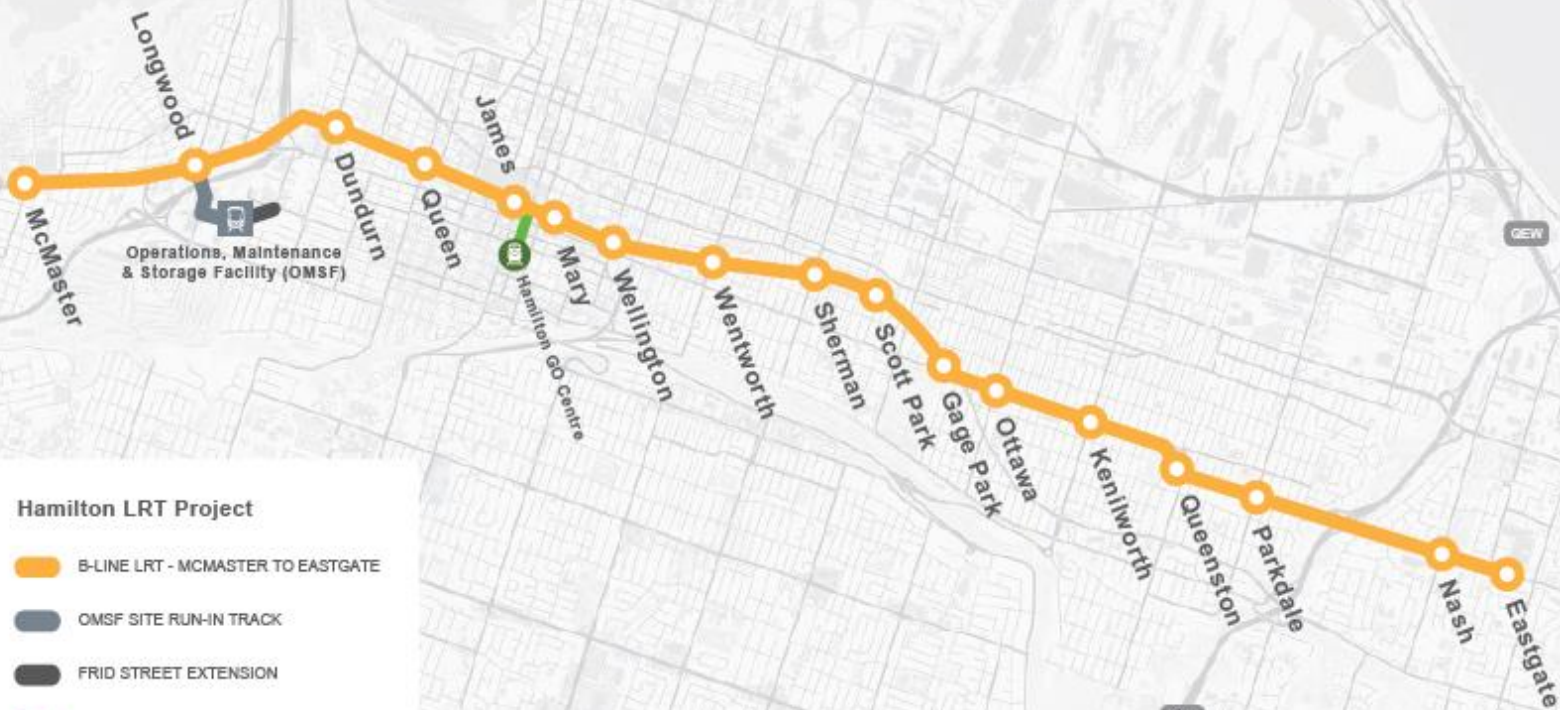 Longwood
James
McMaster
Operations, Maintenance
& Storage Facility (OMSF)
Dundurn
Queen
Hamilton GO Centre
Mary
Wellington
Wentworth
Sherman
Scott Park
Gage Park
Ottawa
Kenilworth
Queenston
Parkdale
Nash
Eastgate
QEW
Hamilton LRT Project
B-LINE LRT - MCMASTER TO EASTGATE
OMSF SITE RUN-IN TRACK
FRID STREET EXTENSION